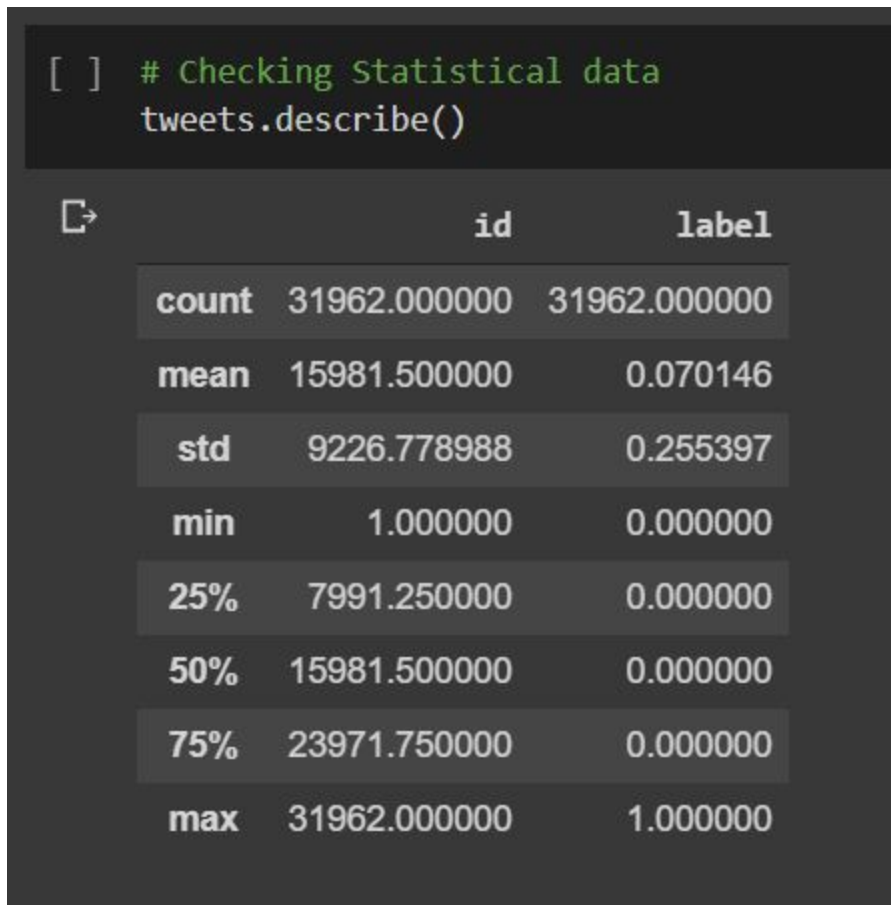 [ ] # Checking Statistical data
tweets.describe()
id label
count 31962.000000 31962.000000
mean 15981.500000 0.070146
std 9226.778988 0.255397
min 1.000000 0.000000
25% 7991.250000 0.000000
50% 15981.500000 0.000000
75% 23971.750000 0.000000
max 31962.000000 1.000000